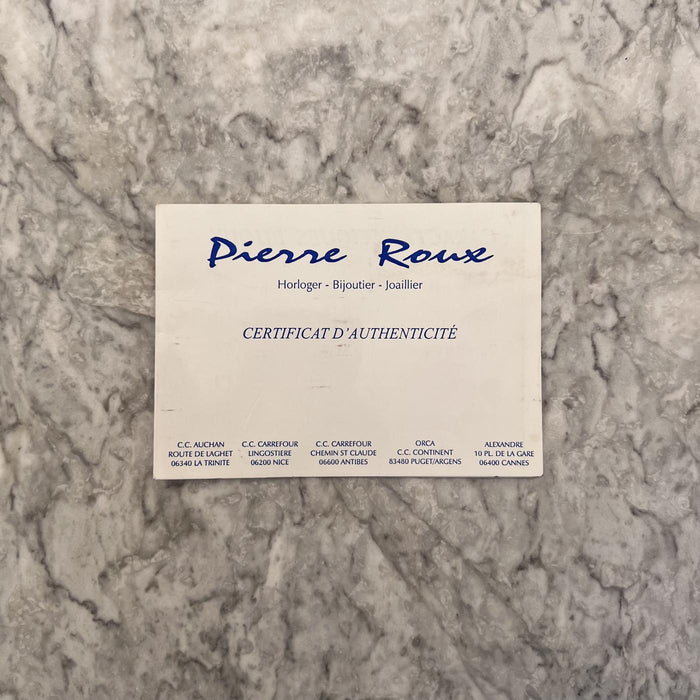 Pierre Roux
Horloger - Bijoutier - Joaillier
CERTIFICAT D'AUTHENTICITÉ
C.C. AUCHAN
ROUTE DE LAGHET
06340 LA TRINITE
C.C. CARREFOUR
LINGOSTIERE
06200 NICE
C.C. CARREFOUR
CHEMIN ST CLAUDE
06600 ANTIBES
ORCA
C.C. CONTINENT
83480 PUGET/ARGENS
ALEXANDRE
10 PL. DE LA GARE
06400 CANNES